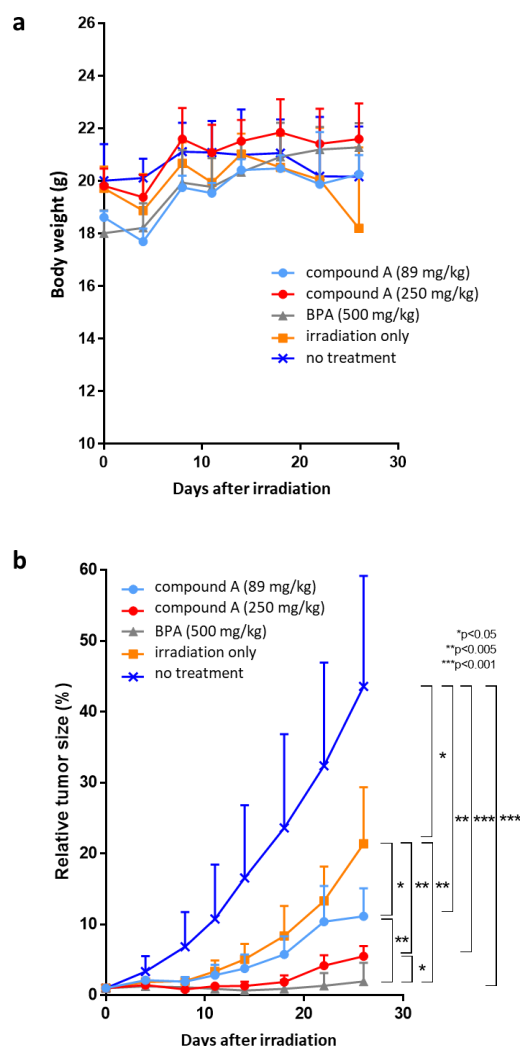 a
26
24
22
20
18
16
14
12
10
Body weight (g)
compound A (89 mg/kg)
compound A (250 mg/kg)
BPA (500 mg/kg)
irradiation only
no treatment
0 10 20 30
Days after irradiation
b
60
50
40
30
20
10
0
Relative tumor size (%)
compound A (89 mg/kg)
compound A (250 mg/kg)
BPA (500 mg/kg)
irradiation only
no treatment
*p<0.05
**p<0.005
***p<0.001
*
** *** ***
* ** **
**
*
0 10 20 30
Days after irradiation